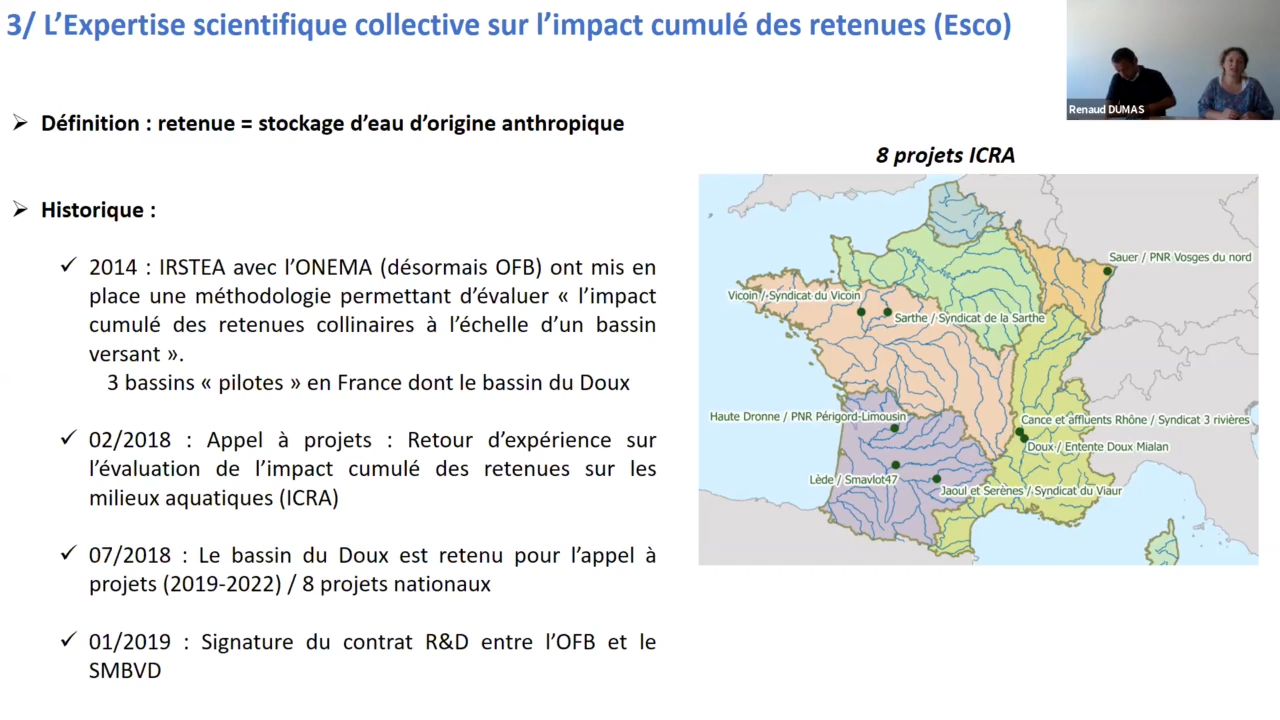 3/ L’Expertise scientifique collective sur l’impact cumulé des retenues (Esco)
Renaud DUMAS
Définition : retenue = stockage d’eau d’origine anthropique
Historique :
2014 : IRSTEA avec l’ONEMA (désormais OFB) ont mis en
place une méthodologie permettant d’évaluer « l’impact
cumulé des retenues collinaires à l’échelle d’un bassin
versant ».
3 bassins « pilotes » en France dont le bassin du Doux
02/2018 : Appel à projets : Retour d’expérience sur
l’évaluation de l’impact cumulé des retenues sur les
milieux aquatiques (ICRA)
07/2018 : Le bassin du Doux est retenu pour l’appel à
projets (2019-2022) / 8 projets nationaux
01/2019 : Signature du contrat R&D entre l’OFB et le
SMBVD
8 projets ICRA
Sauer / PNR Vosges du nord
Vicoin / Syndicat du Vicoin
Sarthe / Syndicat de la Sarthe
Haute Dronne / PNR Périgord-Limousin
Cance et affluents Rhône / Syndicat 3 rivières
Doux / Entente Doux Mialan
Lède / Smavlot47
Jaoul et Serènes / Syndicat du Viaur